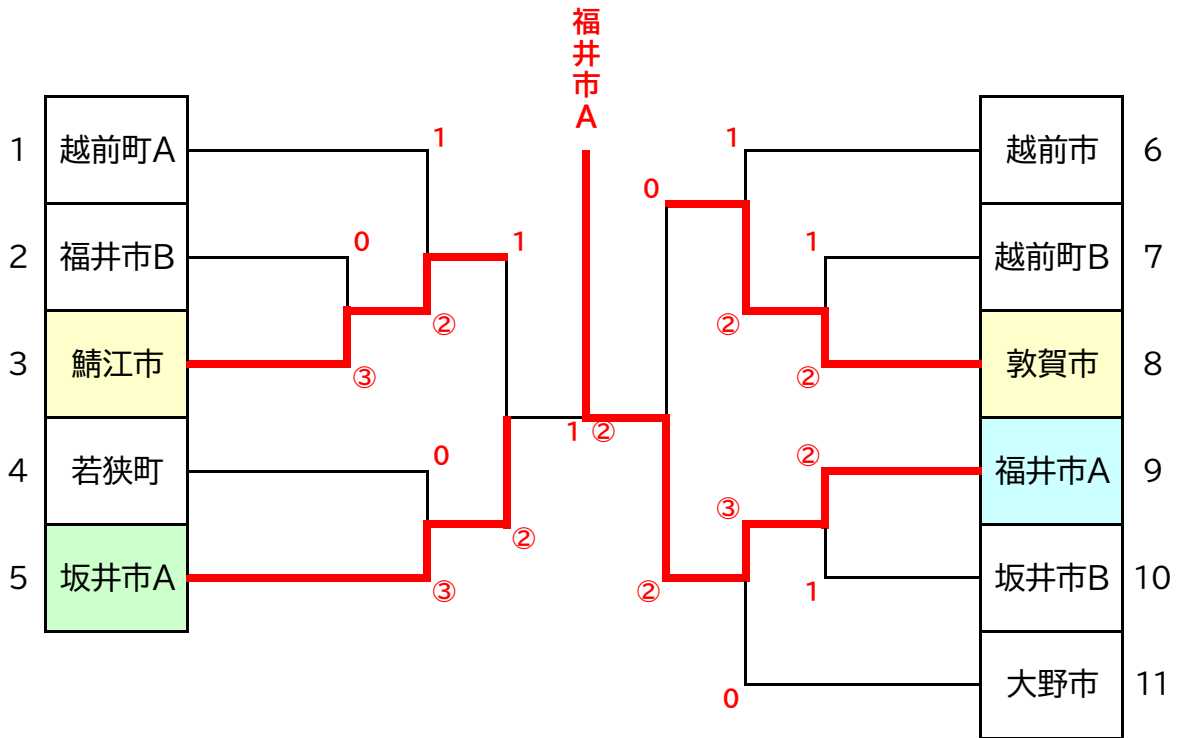 福井市A
1 越前町A 1
2 福井市B 0
3 鯖江市 ③
②
1
4 若狭町 0
5 坂井市A ③
②
1 ②
1 越前市 6
0
1 越前町B 7
②
② 敦賀市 8
② 福井市A 9
③
②
1 坂井市B 10
0 大野市 11